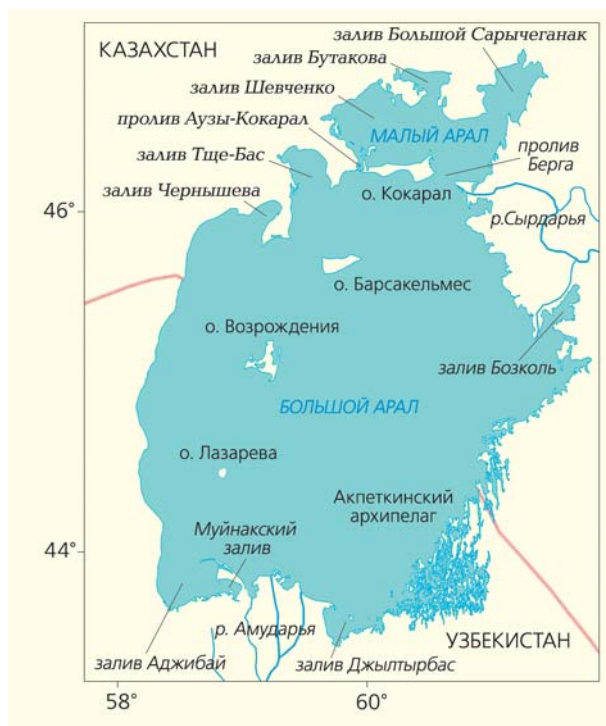 КАЗАХСТАН
залив Большой Сарычеганак
залив Бутакова
залив Шевченко
пролив Аузы-Кокарал
МАЛЫЙ АРАЛ
пролив
Берга
залив Тще-Бас
залив Чернышева
о. Кокарал
46°
р.Сырдарья
о. Барсакельмес
о. Возрождения
залив Бозколь
БОЛЬШОЙ АРАЛ
о. Лазарева
Акпеткинский
архипелаг
Муйнакский
залив
44°
р. Амударья
УЗБЕКИСТАН
залив Аджибай
залив Джылтырбас
58°
60°